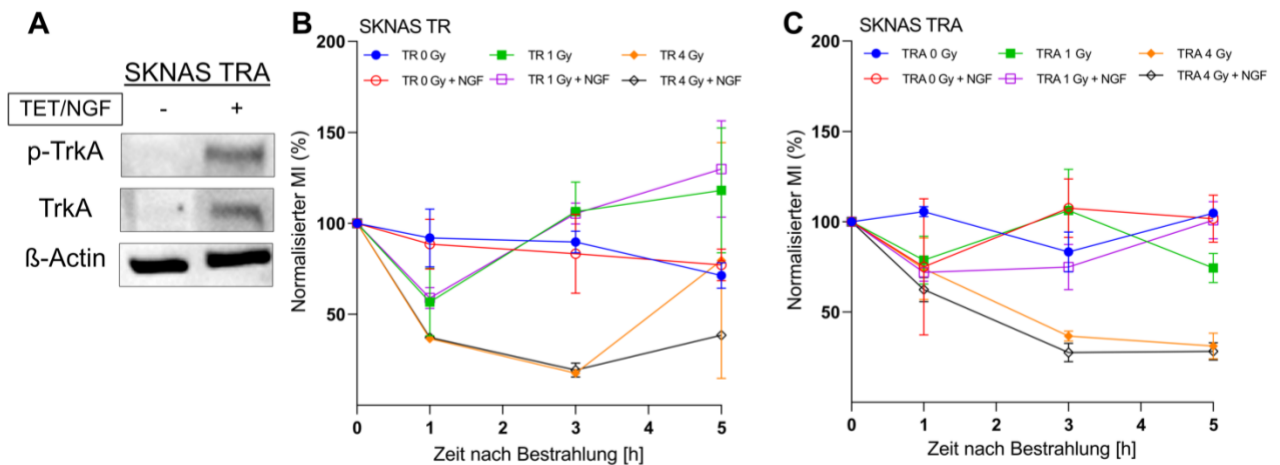 A
SKNAS TRA
TET/NGF - +
p-TrkA
TrkA
ß-Actin
B
SKNAS TR
TR 0 Gy TR 1 Gy TR 4 Gy
TR 0 Gy + NGF TR 1 Gy + NGF TR 4 Gy + NGF
Normalisierter MI (%)
200
150
100
50
0 1 2 3 4 5
Zeit nach Bestrahlung [h]
C
SKNAS TRA
TRA 0 Gy TRA 1 Gy TRA 4 Gy
TRA 0 Gy + NGF TRA 1 Gy + NGF TRA 4 Gy + NGF
Normalisierter MI (%)
200
150
100
50
0 1 2 3 4 5
Zeit nach Bestrahlung [h]